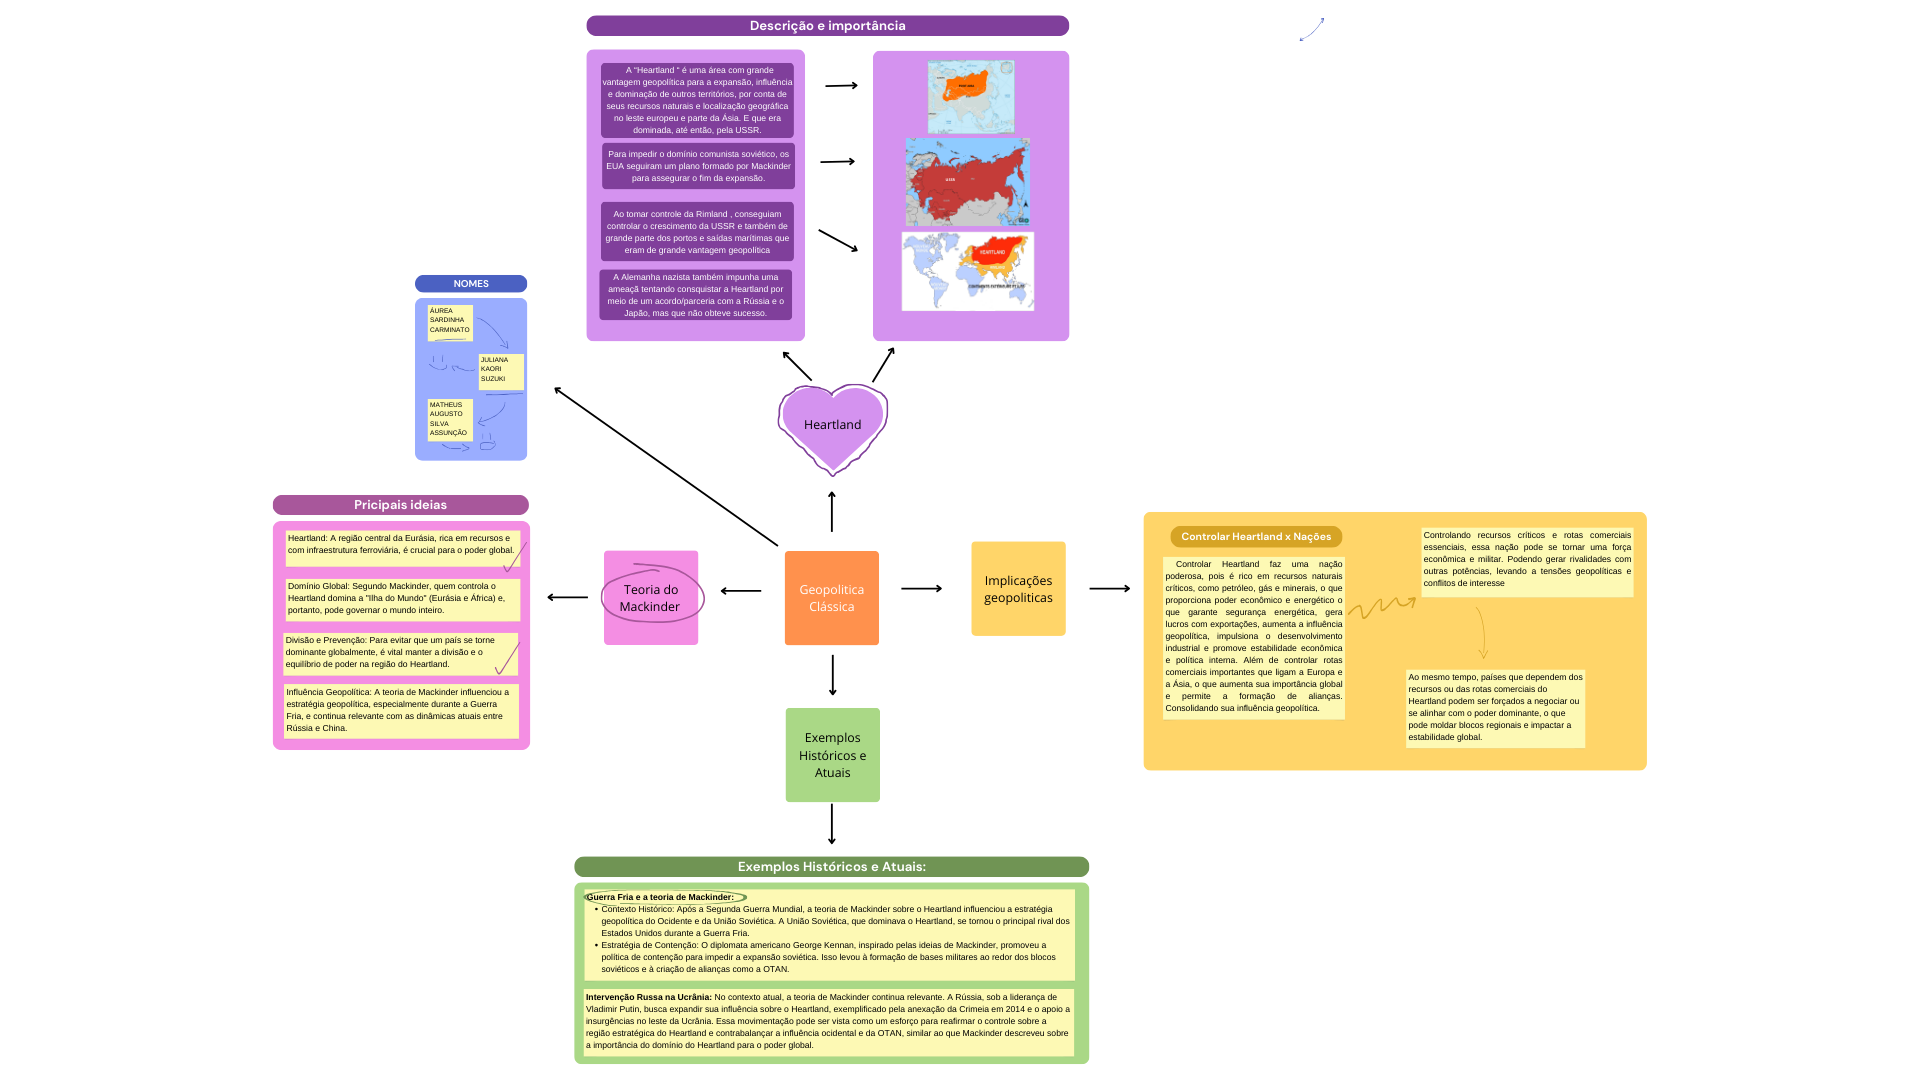 Descrição e importância
A "Heartland " é uma área com grande
vantagem geopolítica para a expansão, influência
e dominação de outros territórios, por conta de
seus recursos naturais e localização geográfica
no leste europeu e parte da Ásia. E que era
dominada, até então, pela USSR.
Para impedir o domínio comunista soviético, os
EUA seguiram um plano formado por Mackinder
para assegurar o fim da expansão.
Ao tomar controle da Rimland , conseguiam
controlar o crescimento da USSR e também de
grande parte dos portos e saídas marítimas que
eram de grande vantagem geopolítica
A Alemanha nazista também impunha uma
ameaçã tentando consquistar a Heartland por
meio de um acordo/parceria com a Rússia e o
Japão, mas que não obteve sucesso.
HEARTLAND
NOMES
ÁUREA
SARDINHA
CARMINATO
JULIANA
KAORI
SUZUKI
MATHEUS
AUGUSTO
SILVA
ASSUNÇÃO
Heartland
Pricipais ideias
Heartland: A região central da Eurásia, rica em recursos e
com infraestrutura ferroviária, é crucial para o poder global.
Domínio Global: Segundo Mackinder, quem controla o
Heartland domina a "Ilha do Mundo" (Eurásia e África) e,
portanto, pode governar o mundo inteiro.
Divisão e Prevenção: Para evitar que um país se torne
dominante globalmente, é vital manter a divisão e o
equilíbrio de poder na região do Heartland.
Influência Geopolítica: A teoria de Mackinder influenciou a
estratégia geopolítica, especialmente durante a Guerra
Fria, e continua relevante com as dinâmicas atuais entre
Rússia e China.
Teoria do
Mackinder
Geopolitica
Clássica
Implicações
geopoliticas
Controlar Heartland x Nações
Controlar Heartland faz uma nação
poderosa, pois é rico em recursos naturais
críticos, como petróleo, gás e minerais, o que
proporciona poder econômico e energético o
que garante segurança energética, gera
lucros com exportações, aumenta a influência
geopolítica, impulsiona o desenvolvimento
industrial e promove estabilidade econômica
e política interna. Além de controlar rotas
comerciais importantes que ligam a Europa e
a Ásia, o que aumenta sua importância global
e permite a formação de alianças.
Consolidando sua influência geopolítica.
Controlando recursos críticos e rotas comerciais
essenciais, essa nação pode se tornar uma força
econômica e militar. Podendo gerar rivalidades com
outras potências, levando a tensões geopolíticas e
conflitos de interesse
Ao mesmo tempo, países que dependem dos
recursos ou das rotas comerciais do
Heartland podem ser forçados a negociar ou
se alinhar com o poder dominante, o que
pode moldar blocos regionais e impactar a
estabilidade global.
Exemplos
Históricos e
Atuais
Exemplos Históricos e Atuais:
Guerra Fria e a teoria de Mackinder:
• Contexto Histórico: Após a Segunda Guerra Mundial, a teoria de Mackinder sobre o Heartland influenciou a estratégia
geopolítica do Ocidente e da União Soviética. A União Soviética, que dominava o Heartland, se tornou o principal rival dos
Estados Unidos durante a Guerra Fria.
• Estratégia de Contenção: O diplomata americano George Kennan, inspirado pelas ideias de Mackinder, promoveu a
política de contenção para impedir a expansão soviética. Isso levou à formação de bases militares ao redor dos blocos
soviéticos e à criação de alianças como a OTAN.
Intervenção Russa na Ucrânia: No contexto atual, a teoria de Mackinder continua relevante. A Rússia, sob a liderança de
Vladimir Putin, busca expandir sua influência sobre o Heartland, exemplificado pela anexação da Crimeia em 2014 e o apoio a
insurgências no leste da Ucrânia. Essa movimentação pode ser vista como um esforço para reafirmar o controle sobre a
região estratégica do Heartland e contrabalançar a influência ocidental e da OTAN, similar ao que Mackinder descreveu sobre
a importância do domínio do Heartland para o poder global.